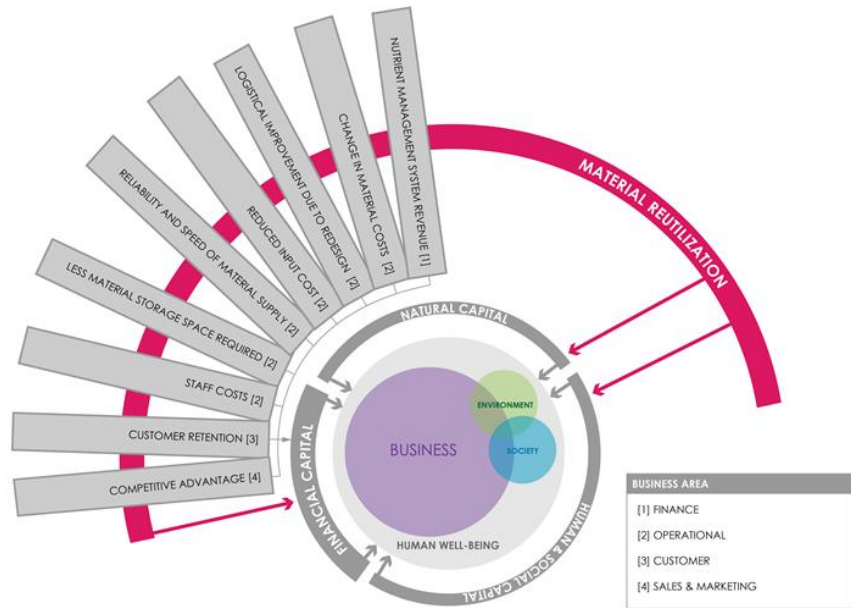 NUTRIENT MANAGEMENT SYSTEM REVENUE [1]
CHANGE IN MATERIAL COSTS [2]
LOGISTICAL IMPROVEMENT DUE TO REDESIGN [2]
REDUCED INPUT COST [2]
RELIABILITY AND SPEED OF MATERIAL SUPPLY [2]
LESS MATERIAL STORAGE SPACE REQUIRED [2]
STAFF COSTS [2]
CUSTOMER RETENTION [3]
COMPETITIVE ADVANTAGE [4]
MATERIAL REUTILIZATION
NATURAL CAPITAL
FINANCIAL CAPITAL
HUMAN & SOCIAL CAPITAL
ENVIRONMENT
BUSINESS
SOCIETY
HUMAN WELL-BEING
BUSINESS AREA
[1] FINANCE
[2] OPERATIONAL
[3] CUSTOMER
[4] SALES & MARKETING